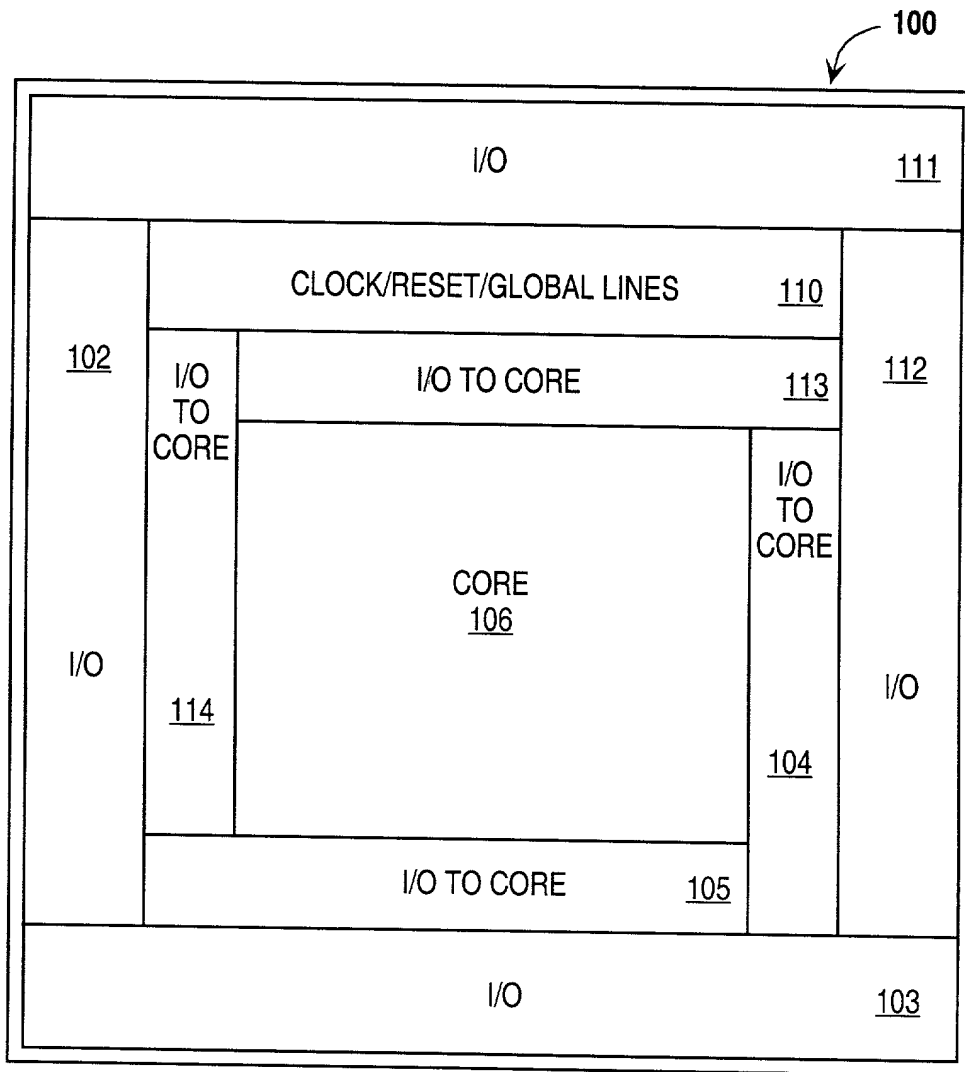 100
I/O 111
CLOCK/RESET/GLOBAL LINES 110
102
I/O
TO
CORE
114
I/O TO CORE 113
112
I/O
TO
CORE
104
CORE
106
I/O
I/O
I/O TO CORE 105
I/O 103